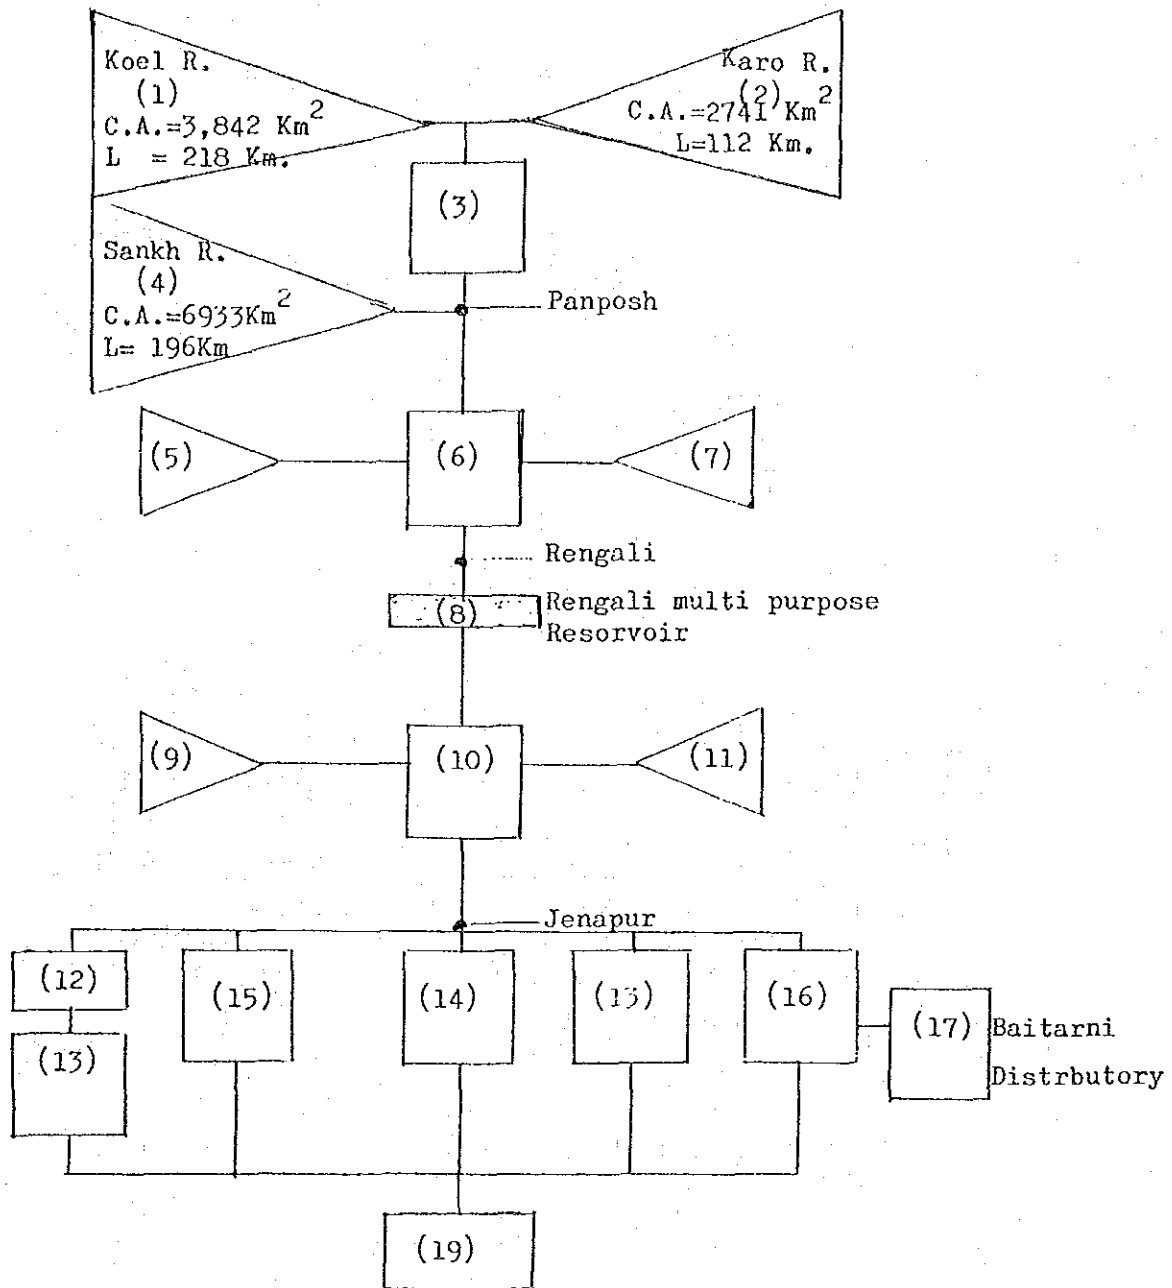 Koel R.
(1)
C.A.=3,842 Km²
L = 218 Km.
Karo R.
(2)
C.A.=2741 Km²
L=112 Km.
(3)
Sankh R.
(4)
C.A.=6933Km²
L= 196Km
Panposh
(5)
(6)
(7)
Rengali
(8)
Rengali multi purpose
Resorvoir
(9)
(10)
(11)
Jenapur
(12)
(13)
(15)
(14)
(13)
(16)
(17)
Baitarni
Distrbutory
(19)